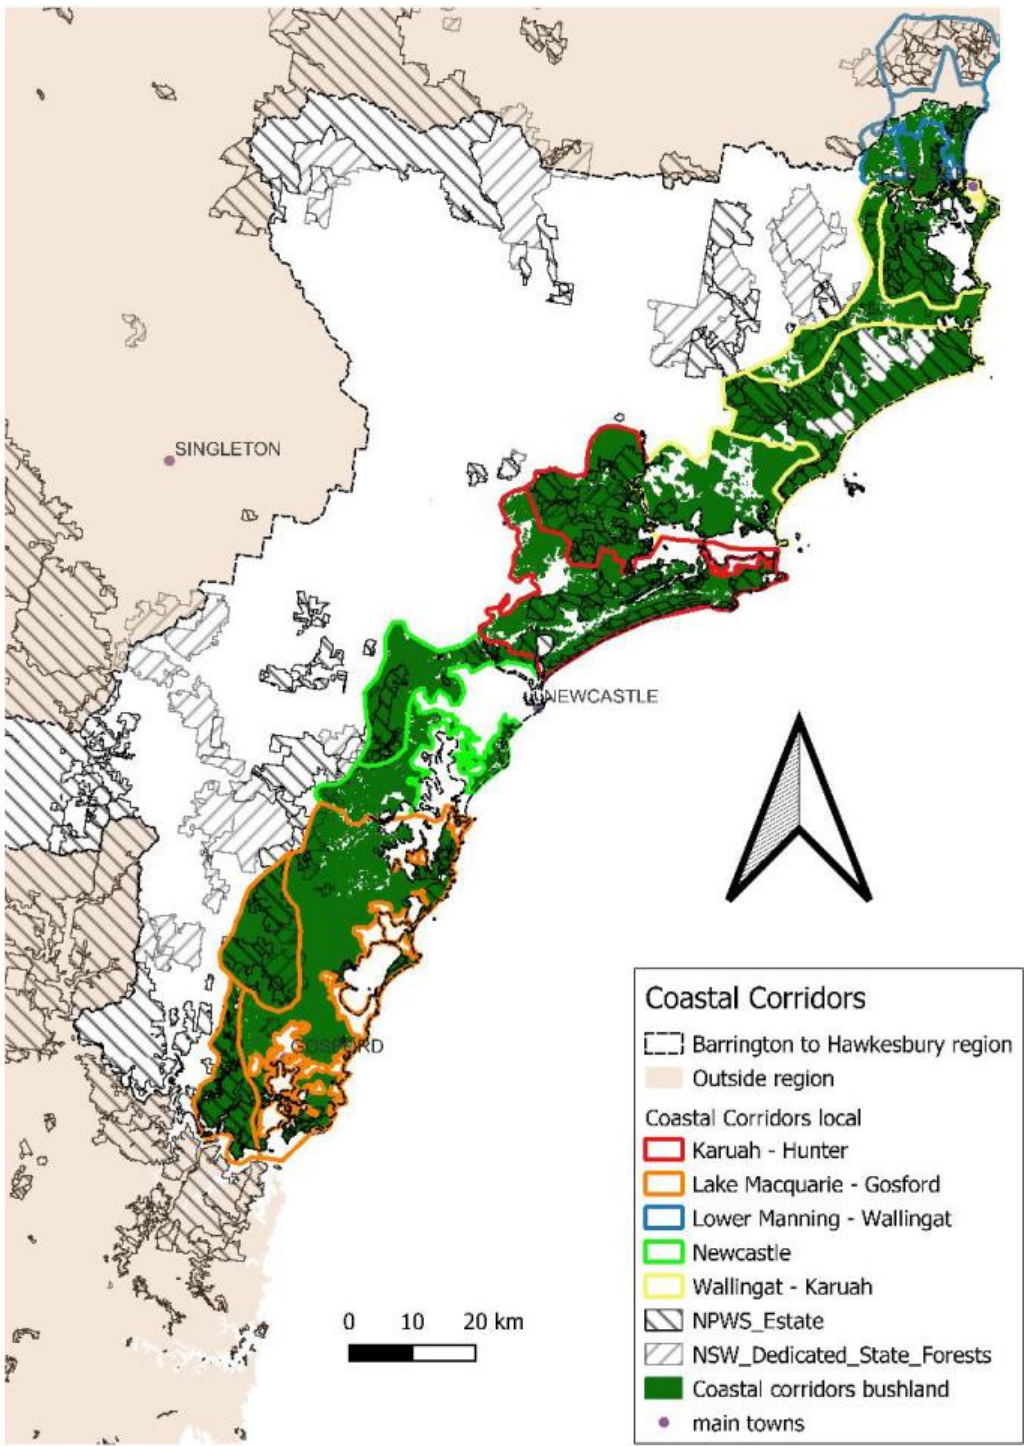 SINGLETON
NEWCASTLE
GOSFORD
Coastal Corridors
Barrington to Hawkesbury region
Outside region
Coastal Corridors local
Karuah - Hunter
Lake Macquarie - Gosford
Lower Manning - Wallingat
Newcastle
Wallingat - Karuah
NPWS_Estate
NSW_Dedicated_State_Forests
Coastal corridors bushland
main towns
0 10 20 km